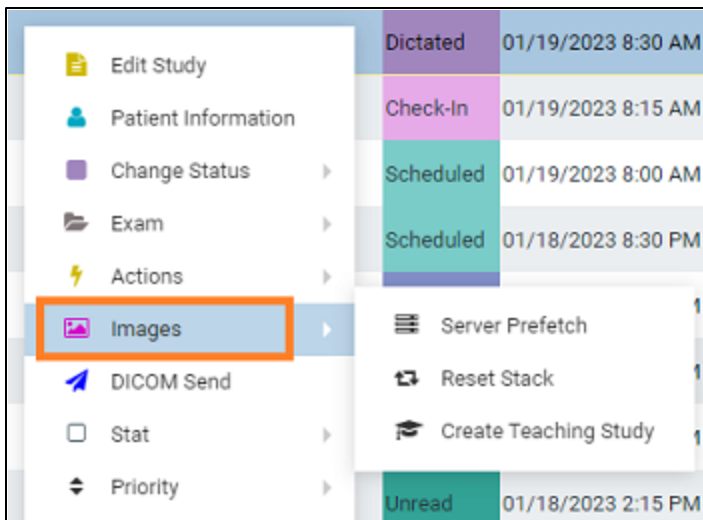 Edit Study
Patient Information
Change Status
Exam
Actions
Images
DICOM Send
Stat
Priority
Server Prefetch
Reset Stack
Create Teaching Study
Dictated 01/19/2023 8:30 AM
Check-In 01/19/2023 8:15 AM
Scheduled 01/19/2023 8:00 AM
Scheduled 01/18/2023 8:30 PM
Unread 01/18/2023 2:15 PM